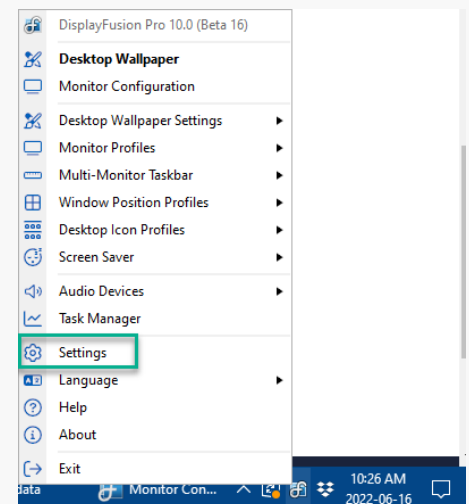 DisplayFusion Pro 10.0 (Beta 16)
Desktop Wallpaper
Monitor Configuration
Desktop Wallpaper Settings
Monitor Profiles
Multi-Monitor Taskbar
Window Position Profiles
Desktop Icon Profiles
Screen Saver
Audio Devices
Task Manager
Settings
Language
Help
About
Exit
data
Monitor Con...
10:26 AM
2022-06-16